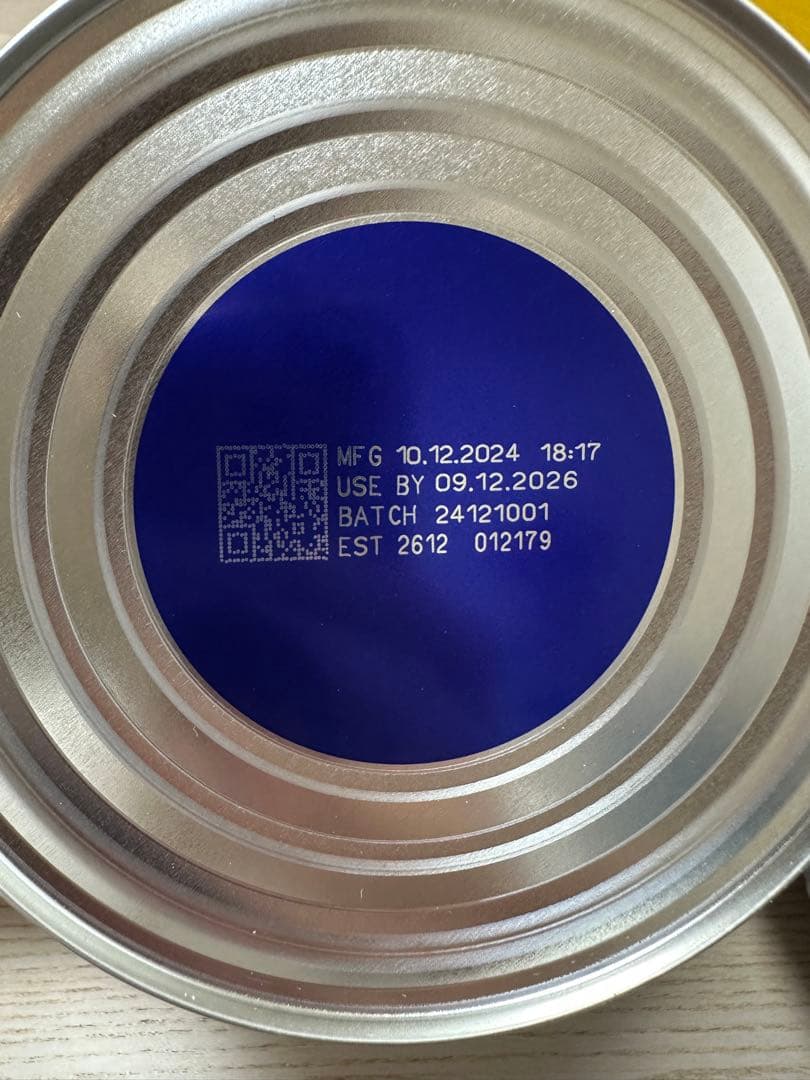 MFG 10.12.2024 18:17
USE BY 09.12.2026
BATCH 24121001
EST 2612 012179